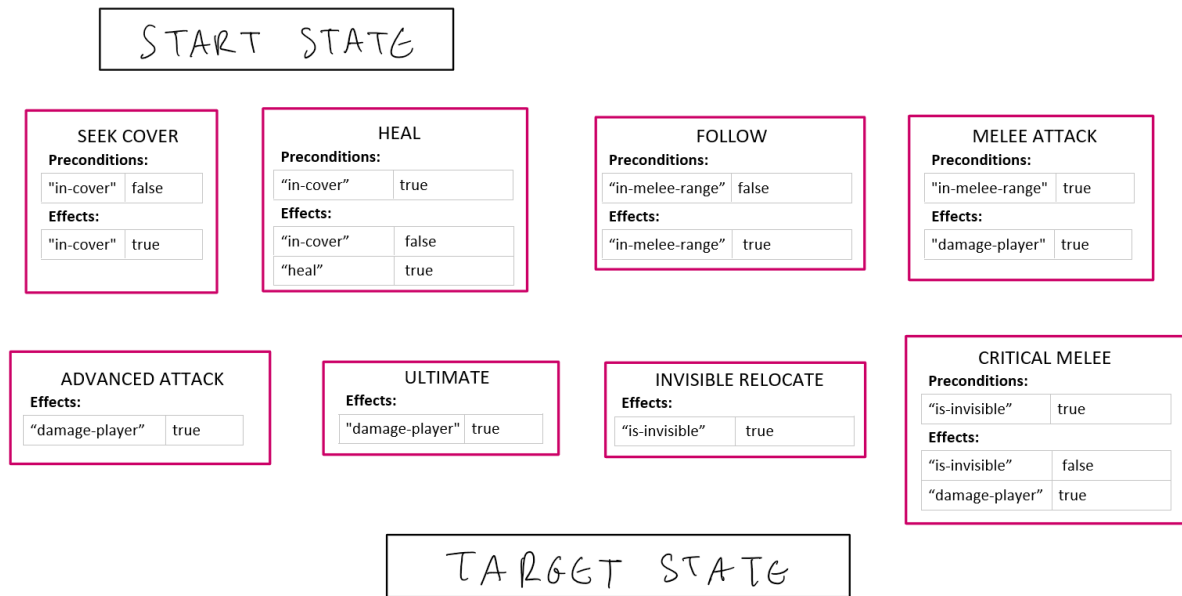 START STATE
SEEK COVER
Preconditions:
"in-cover" false
Effects:
"in-cover" true
HEAL
Preconditions:
“in-cover” true
Effects:
“in-cover” false
“heal” true
FOLLOW
Preconditions:
“in-melee-range” false
Effects:
“in-melee-range” true
MELEE ATTACK
Preconditions:
"in-melee-range" true
Effects:
"damage-player" true
ADVANCED ATTACK
Effects:
“damage-player” true
ULTIMATE
Effects:
"damage-player" true
INVISIBLE RELOCATE
Effects:
“is-invisible” true
CRITICAL MELEE
Preconditions:
“is-invisible” true
Effects:
“is-invisible” false
“damage-player” true
TARGET STATE